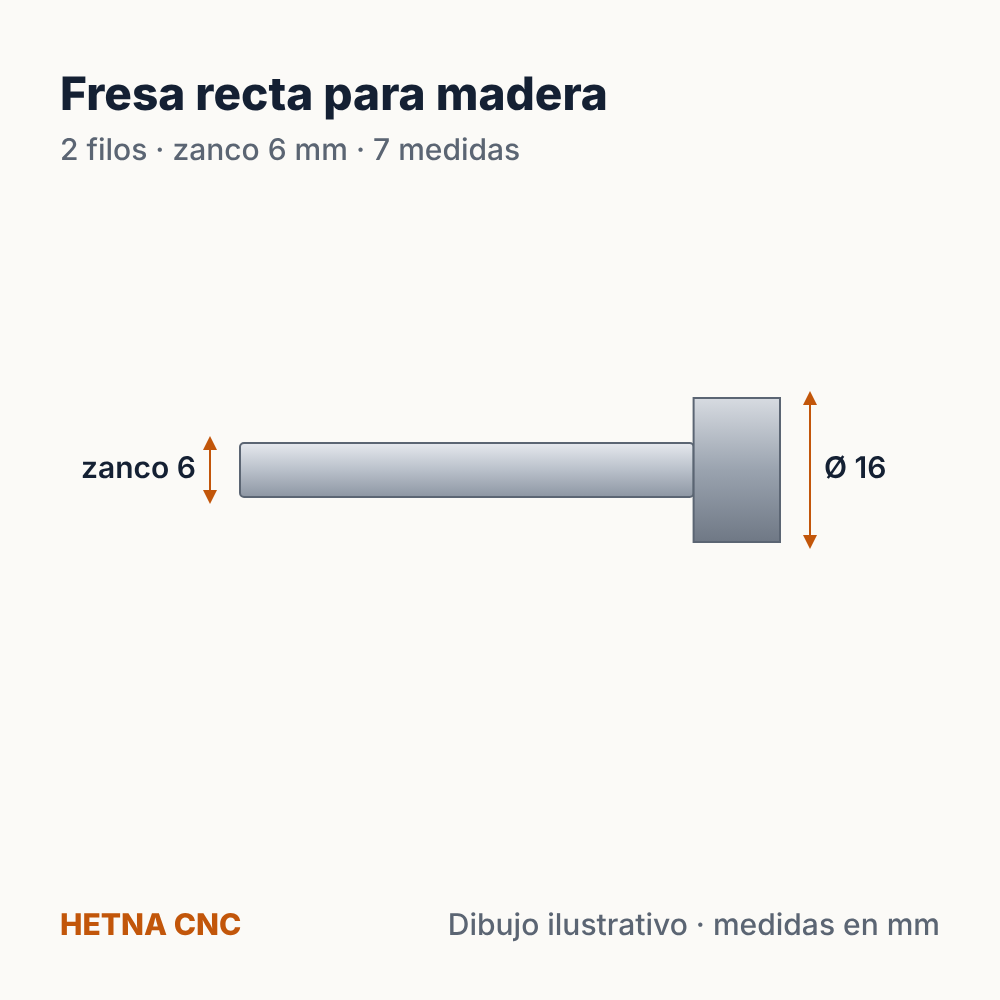 Fresa recta para madera
2 filos · zanco 6 mm · 7 medidas
zanco 6
Ø 16
HETNA CNC
Dibujo ilustrativo · medidas en mm